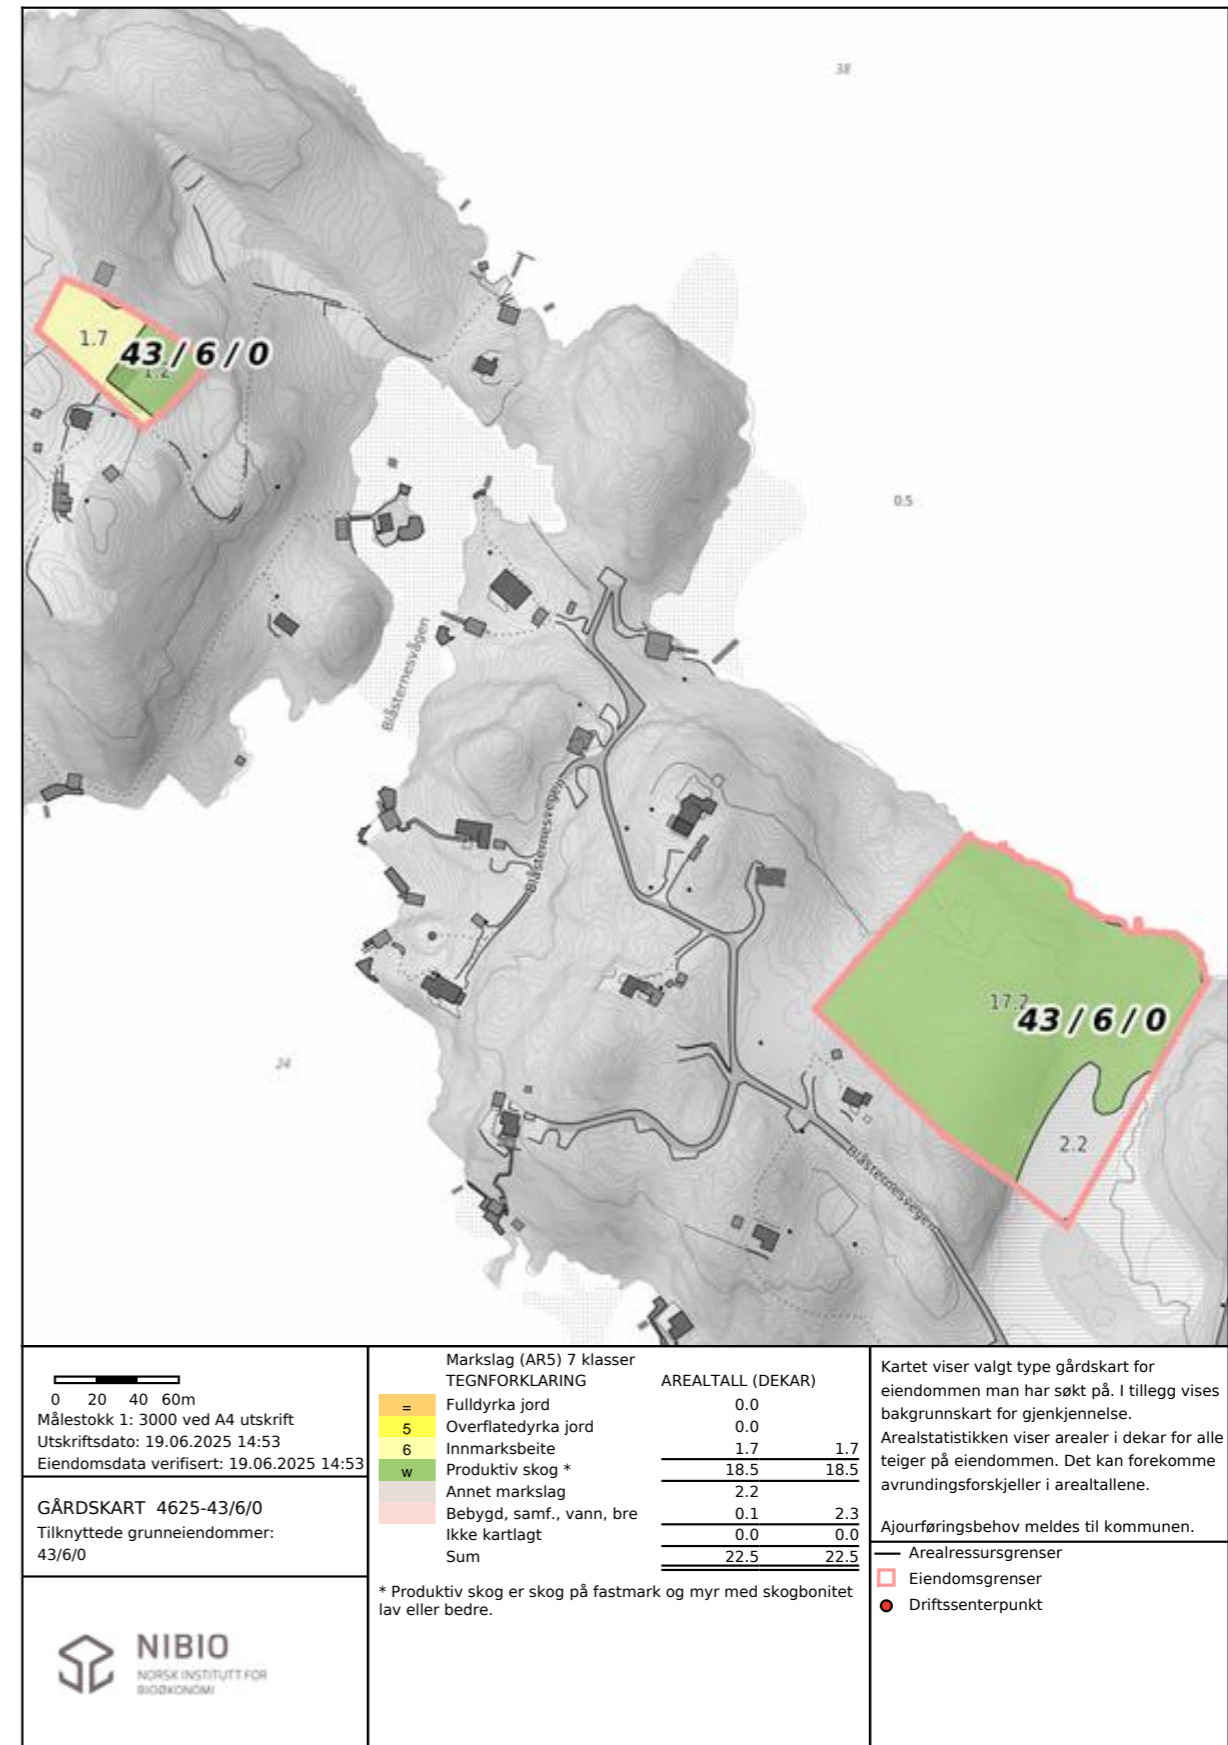 38
1.7
43 / 6 / 0
1.2
0.5
Blåsternesvågen
Blåsternesvegen
17.2
43 / 6 / 0
24
2.2
Blåsternesvegen
0 20 40 60m
Målestokk 1: 3000 ved A4 utskrift
Utskriftsdato: 19.06.2025 14:53
Eiendomsdata verifisert: 19.06.2025 14:53
GÅRDSKART 4625-43/6/0
Tilknyttede grunneiendommer:
43/6/0
NIBIO
NORSK INSTITUTT FOR
BIOØKONOMI
Markslag (AR5) 7 klasser
TEGNFORKLARING AREALTALL (DEKAR)
= Fulldyrka jord 0.0
5 Overflatedyrka jord 0.0
6 Innmarksbeite 1.7 1.7
w Produktiv skog * 18.5 18.5
Annet markslag 2.2
Bebygd, samf., vann, bre 0.1 2.3
Ikke kartlagt 0.0 0.0
Sum 22.5 22.5
* Produktiv skog er skog på fastmark og myr med skogbonitet
lav eller bedre.
Kartet viser valgt type gårdskart for
eiendommen man har søkt på. I tillegg vises
bakgrunnskart for gjenkjennelse.
Arealstatistikken viser arealer i dekar for alle
teiger på eiendommen. Det kan forekomme
avrundingsforskjeller i arealtallene.
Ajourføringsbehov meldes til kommunen.
Arealressursgrenser
Eiendomsgrenser
Driftssenterpunkt